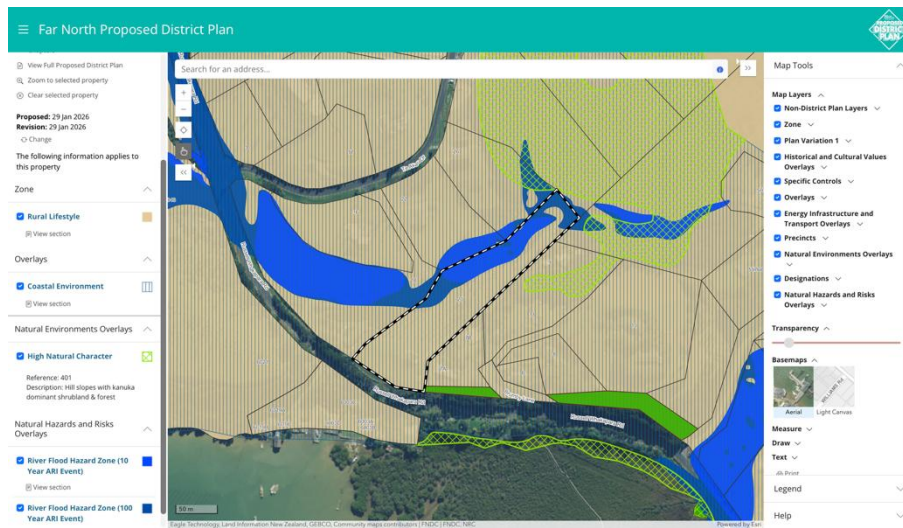 Far North Proposed District Plan
PROPOSED
DISTRICT
PLAN
View Full Proposed District Plan
Zoom to selected property
Clear selected property
Proposed: 29 Jan 2026
Revision: 29 Jan 2026
Change
The following information applies to
this property
Zone
Rural Lifestyle
View section
Overlays
Coastal Environment
View section
Natural Environments Overlays
High Natural Character
Reference: 401
Description: Hill slopes with kanuka
dominant shrubland & forest
Natural Hazards and Risks
Overlays
River Flood Hazard Zone (10
Year ARI Event)
View section
River Flood Hazard Zone (100
Year ARI Event)
Search for an address...
50 m
Eagle Technology, Land Information New Zealand, GEBCO, Community maps contributors | FNDC | FNDC, NRC
Powered by Esri
Map Tools
Map Layers
Non-District Plan Layers
Zone
Plan Variation 1
Historical and Cultural Values
Overlays
Specific Controls
Overlays
Energy Infrastructure and
Transport Overlays
Precincts
Natural Environments Overlays
Designations
Natural Hazards and Risks
Overlays
Transparency
Basemaps
WILLIAMS RD
Aerial
Light Canvas
Measure
Draw
Text
Print
Legend
Help